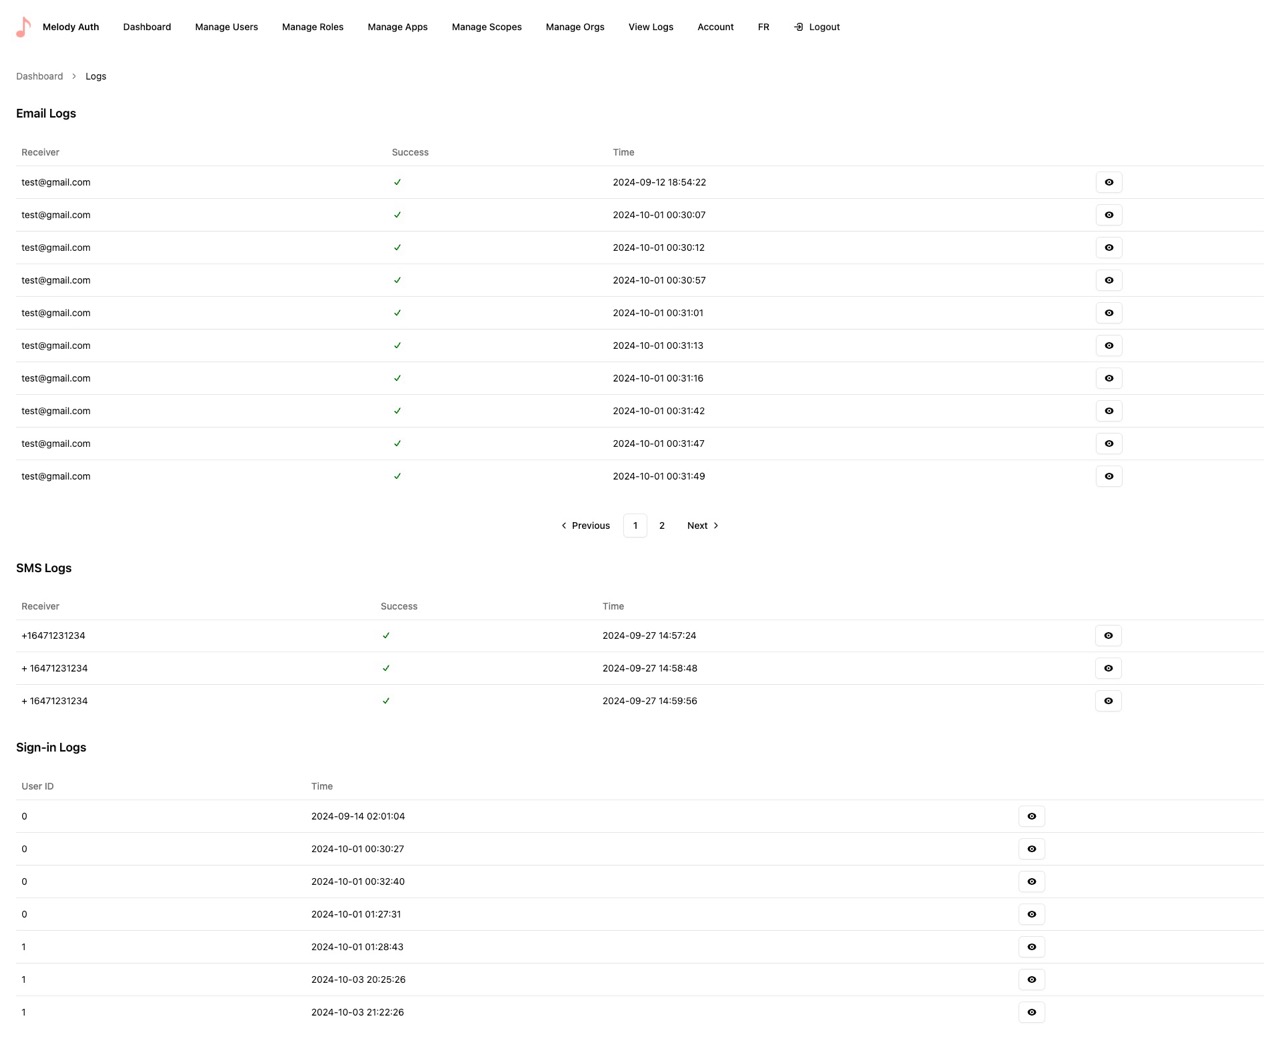 Melody Auth Dashboard Manage Users Manage Roles Manage Apps Manage Scopes Manage Orgs View Logs Account FR Logout
Dashboard > Logs
Email Logs
Receiver Success Time
test@gmail.com ✓ 2024-09-12 18:54:22
test@gmail.com ✓ 2024-10-01 00:30:07
test@gmail.com ✓ 2024-10-01 00:30:12
test@gmail.com ✓ 2024-10-01 00:30:57
test@gmail.com ✓ 2024-10-01 00:31:01
test@gmail.com ✓ 2024-10-01 00:31:13
test@gmail.com ✓ 2024-10-01 00:31:16
test@gmail.com ✓ 2024-10-01 00:31:42
test@gmail.com ✓ 2024-10-01 00:31:47
test@gmail.com ✓ 2024-10-01 00:31:49
< Previous 1 2 Next >
SMS Logs
Receiver Success Time
+16471231234 ✓ 2024-09-27 14:57:24
+ 16471231234 ✓ 2024-09-27 14:58:48
+ 16471231234 ✓ 2024-09-27 14:59:56
Sign-in Logs
User ID Time
0 2024-09-14 02:01:04
0 2024-10-01 00:30:27
0 2024-10-01 00:32:40
0 2024-10-01 01:27:31
1 2024-10-01 01:28:43
1 2024-10-03 20:25:26
1 2024-10-03 21:22:26